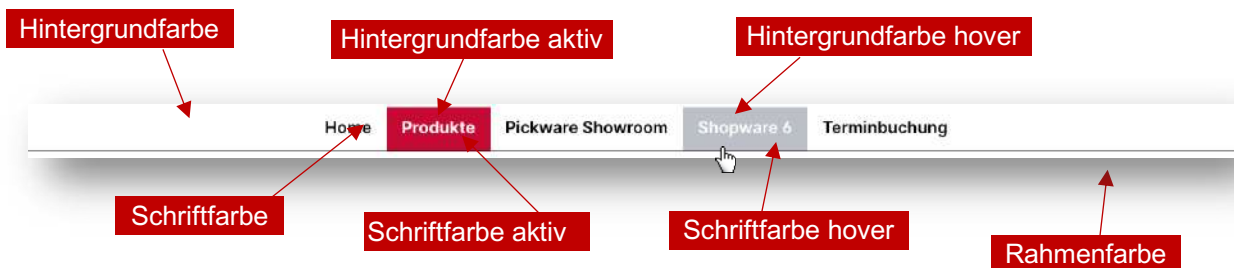 Hintergrundfarbe
Hintergrundfarbe aktiv
Hintergrundfarbe hover
Home Produkte Pickware Showroom Shopware 6 Terminbuchung
Schriftfarbe
Schriftfarbe aktiv
Schriftfarbe hover
Rahmenfarbe